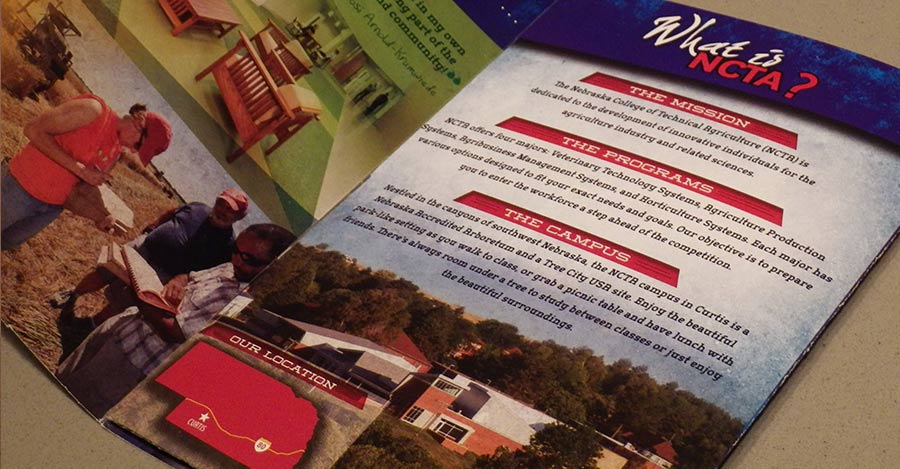 in my own
ing part of the
nd community!
Arnold-Krumwiede
What is
NCTA?
THE MISSION
The Nebraska College of Technical Agriculture (NCTA) is
dedicated to the development of innovative individuals for the
agriculture industry and related sciences.
THE PROGRAMS
NCTA offers four majors: Veterinary Technology Systems, Agriculture Production
Systems, Agribusiness Management Systems, and Horticulture Systems. Each major has
various options designed to fit your exact needs and goals. Our objective is to prepare
you to enter the workforce a step ahead of the competition.
THE CAMPUS
Nestled in the canyons of southwest Nebraska, the NCTA campus in Curtis is a
Nebraska Accredited Arboretum and a Tree City USA site. Enjoy the beautiful
park-like setting as you walk to class, or grab a picnic table and have lunch with
friends. There's always room under a tree to study between classes or just enjoy
the beautiful surroundings.
OUR LOCATION
CURTIS
80